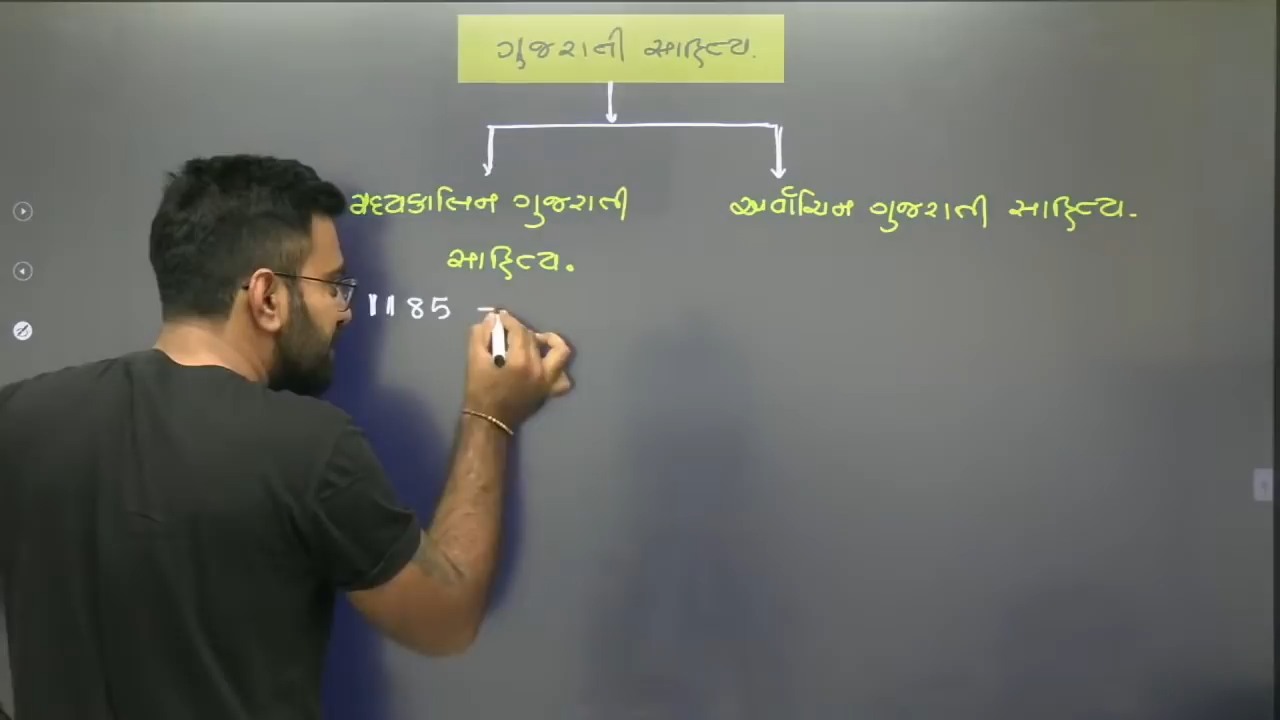 ગુજરાતી સાહિત્ય.
મધ્યકાલિન ગુજરાતી
સાહિત્ય.
અર્વાચિન ગુજરાતી સાહિત્ય.
1185 -